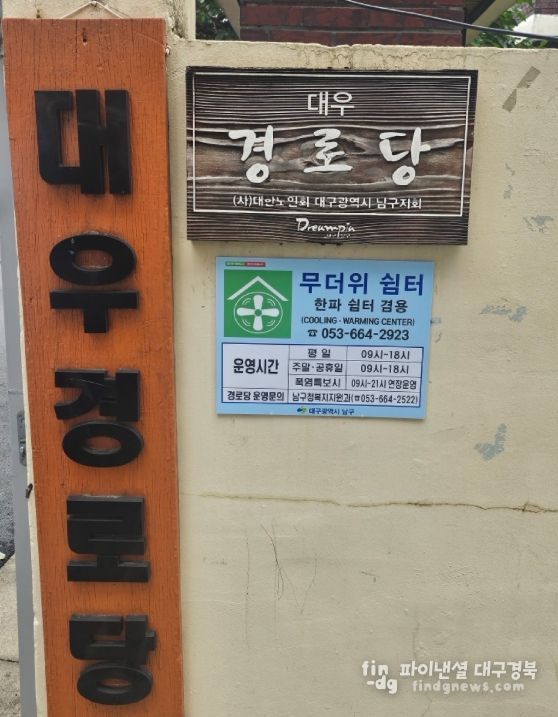 대우경로당
대우
경로당
(사)대한노인회 대구광역시 남구지회
Dreampia
무더위 쉼터
한파 쉼터 겸용
(COOLING · WARMING CENTER)
☎ 053-664-2923
운영시간
평 일 09시~18시
주말·공휴일 09시~18시
폭염특보시 09시~21시 연장운영
경로당 운영문의 남구청복지지원과(☎053-664-2522)
대구광역시 남구
fin-dg 파이낸셜 대구경북
findgnews.com